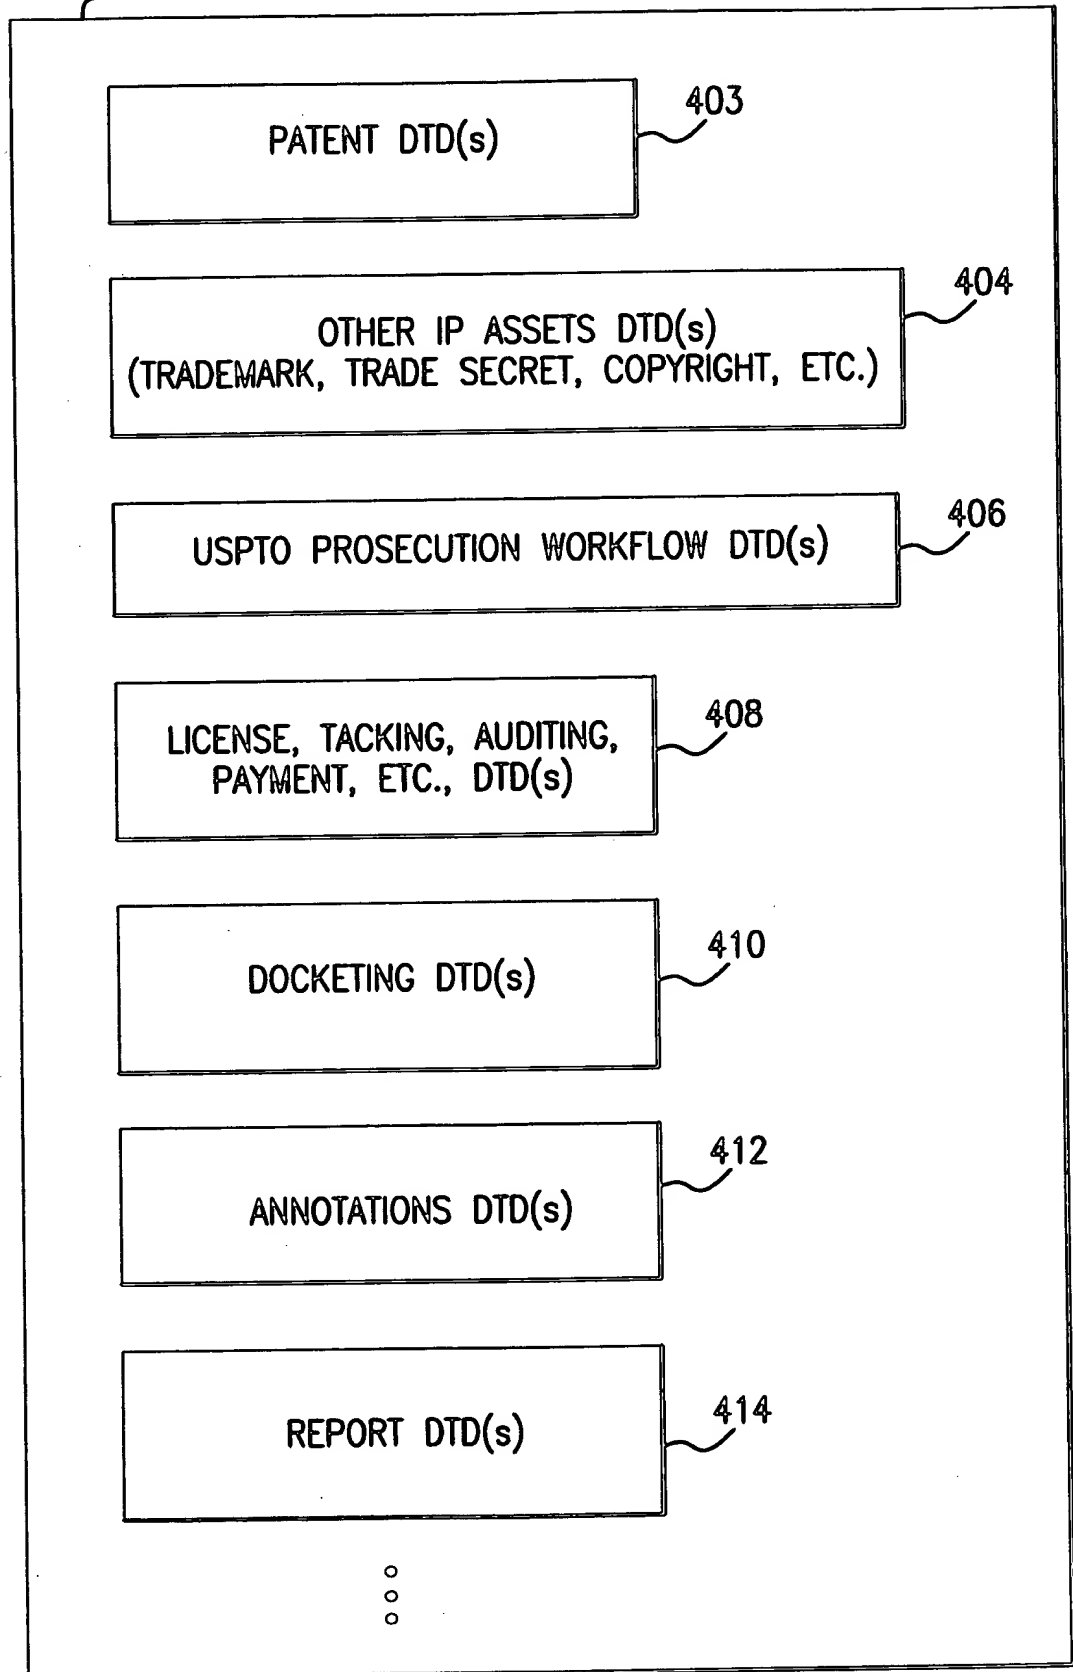 PATENT DTD(s)
403
OTHER IP ASSETS DTD(s)
(TRADEMARK, TRADE SECRET, COPYRIGHT, ETC.)
404
USPTO PROSECUTION WORKFLOW DTD(s)
406
LICENSE, TACKING, AUDITING,
PAYMENT, ETC., DTD(s)
408
DOCKETING DTD(s)
410
ANNOTATIONS DTD(s)
412
REPORT DTD(s)
414